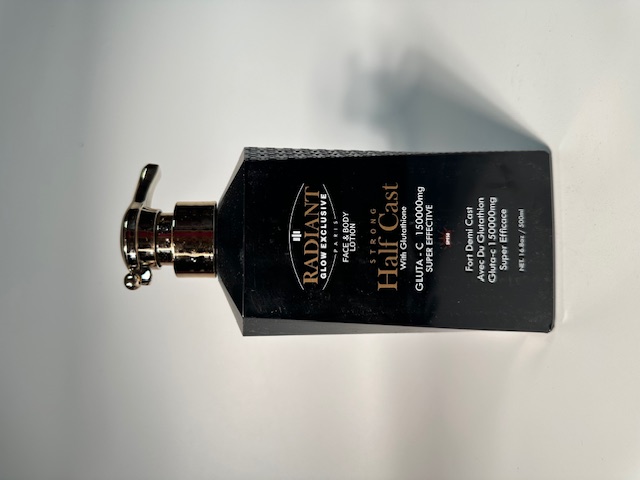 RADIANT
GLOW EXCLUSIVE
PARIS
FACE & BODY
LOTION
STRONG
Half Cast
With Glutathione
GLUTA - C 150000mg
SUPER EFFECTIVE
SPF50
Fort Demi Cast
Avec Du Glutathion
Gluta-c 150000mg
Super Efficace
NET. 16.8oz / 500ml